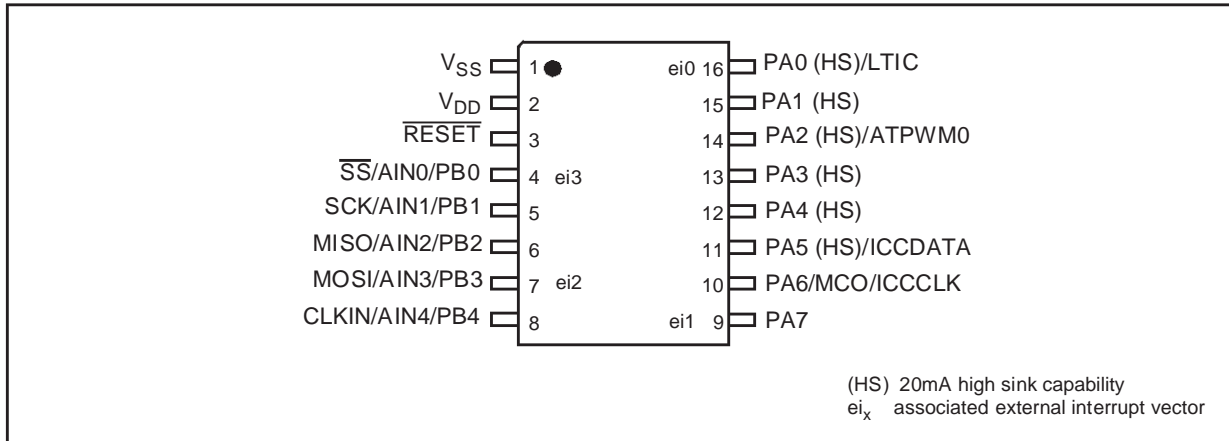 VSS 1 ei0 16 PA0 (HS)/LTIC
VDD 2 15 PA1 (HS)
RESET 3 14 PA2 (HS)/ATPWM0
SS/AIN0/PB0 4 ei3 13 PA3 (HS)
SCK/AIN1/PB1 5 12 PA4 (HS)
MISO/AIN2/PB2 6 11 PA5 (HS)/ICCDATA
MOSI/AIN3/PB3 7 ei2 10 PA6/MCO/ICCCLK
CLKIN/AIN4/PB4 8 ei1 9 PA7
(HS) 20mA high sink capability
eix associated external interrupt vector